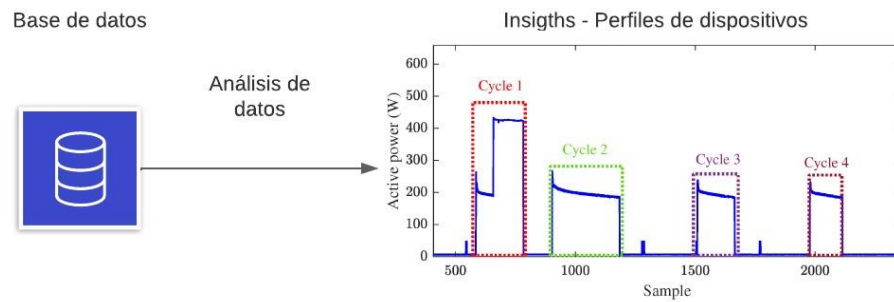 Base de datos
Insigths - Perfiles de dispositivos
Análisis de
datos
Active power (W)
600
500
400
300
200
100
0
Cycle 1
Cycle 2
Cycle 3
Cycle 4
500
1000
1500
2000
Sample